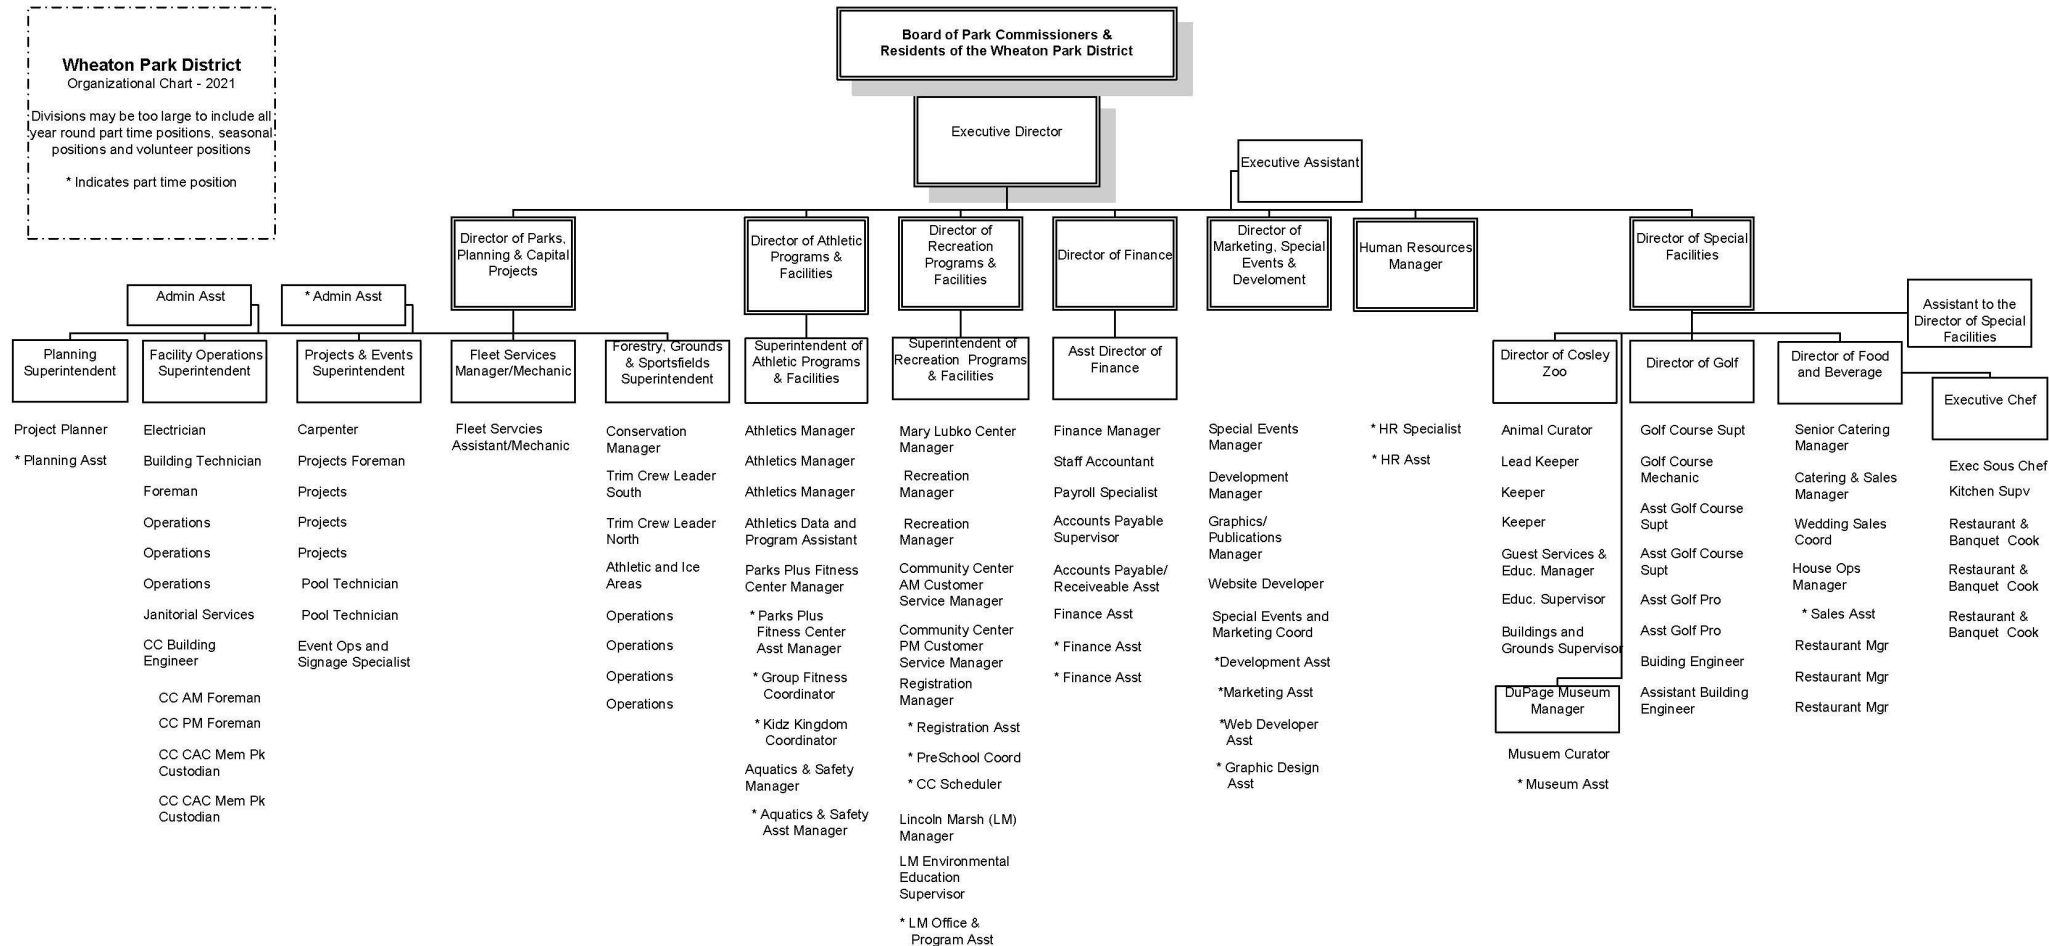 Wheaton Park District
Organizational Chart - 2021
Divisions may be too large to include all
year round part time positions, seasonal
positions and volunteer positions
* Indicates part time position
Board of Park Commissioners &
Residents of the Wheaton Park District
Executive Director
Executive Assistant
Director of Parks,
Planning & Capital
Projects
Director of Athletic
Programs &
Facilities
Director of
Recreation
Programs &
Facilities
Director of Finance
Director of
Marketing, Special
Events &
Develoment
Human Resources
Manager
Director of Special
Facilities
Assistant to the
Director of Special
Facilities
Admin Asst
* Admin Asst
Planning
Superintendent
Project Planner
* Planning Asst
Facility Operations
Superintendent
Electrician
Building Technician
Foreman
Operations
Operations
Operations
Janitorial Services
CC Building
Engineer
CC AM Foreman
CC PM Foreman
CC CAC Mem Pk
Custodian
CC CAC Mem Pk
Custodian
Projects & Events
Superintendent
Carpenter
Projects Foreman
Projects
Projects
Projects
Pool Technician
Pool Technician
Event Ops and
Signage Specialist
Fleet Services
Manager/Mechanic
Fleet Servcies
Assistant/Mechanic
Forestry, Grounds
& Sportsfields
Superintendent
Conservation
Manager
Trim Crew Leader
South
Trim Crew Leader
North
Athletic and Ice
Areas
Operations
Operations
Operations
Operations
Superintendent of
Athletic Programs
& Facilities
Athletics Manager
Athletics Manager
Athletics Manager
Athletics Data and
Program Assistant
Parks Plus Fitness
Center Manager
* Parks Plus
Fitness Center
Asst Manager
* Group Fitness
Coordinator
* Kidz Kingdom
Coordinator
Aquatics & Safety
Manager
* Aquatics & Safety
Asst Manager
Superintendent of
Recreation Programs
& Facilities
Mary Lubko Center
Manager
Recreation
Manager
Recreation
Manager
Community Center
AM Customer
Service Manager
Community Center
PM Customer
Service Manager
Registration
Manager
* Registration Asst
* PreSchool Coord
* CC Scheduler
Lincoln Marsh (LM)
Manager
LM Environmental
Education
Supervisor
* LM Office &
Program Asst
Asst Director of
Finance
Finance Manager
Staff Accountant
Payroll Specialist
Accounts Payable
Supervisor
Accounts Payable/
Receiveable Asst
Finance Asst
* Finance Asst
* Finance Asst
Special Events
Manager
Development
Manager
Graphics/
Publications
Manager
Website Developer
Special Events and
Marketing Coord
*Development Asst
*Marketing Asst
*Web Developer
Asst
* Graphic Design
Asst
* HR Specialist
* HR Asst
Director of Cosley
Zoo
Animal Curator
Lead Keeper
Keeper
Keeper
Guest Services &
Educ. Manager
Educ. Supervisor
Buildings and
Grounds Supervisor
DuPage Museum
Manager
Musuem Curator
* Museum Asst
Director of Golf
Golf Course Supt
Golf Course
Mechanic
Asst Golf Course
Supt
Asst Golf Course
Supt
Asst Golf Pro
Asst Golf Pro
Buiding Engineer
Assistant Building
Engineer
Director of Food
and Beverage
Senior Catering
Manager
Catering & Sales
Manager
Wedding Sales
Coord
House Ops
Manager
* Sales Asst
Restaurant Mgr
Restaurant Mgr
Restaurant Mgr
Executive Chef
Exec Sous Chef
Kitchen Supv
Restaurant &
Banquet Cook
Restaurant &
Banquet Cook
Restaurant &
Banquet Cook